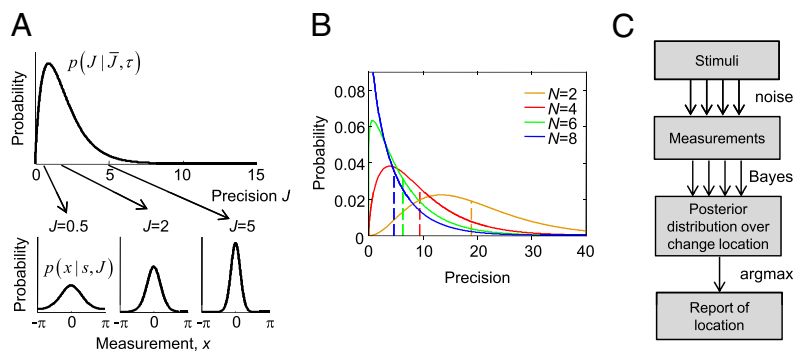 A
p(J | J̄, τ)
Probability
0 5 10 15
Precision J
J=0.5
J=2
J=5
p(x | s, J)
Probability
-π 0 π
-π 0 π
-π 0 π
Measurement, x
B
Probability
0.08
0.06
0.04
0.02
0
N=2
N=4
N=6
N=8
0 10 20 30 40
Precision
C
Stimuli
noise
Measurements
Bayes
Posterior
distribution over
change location
argmax
Report of
location